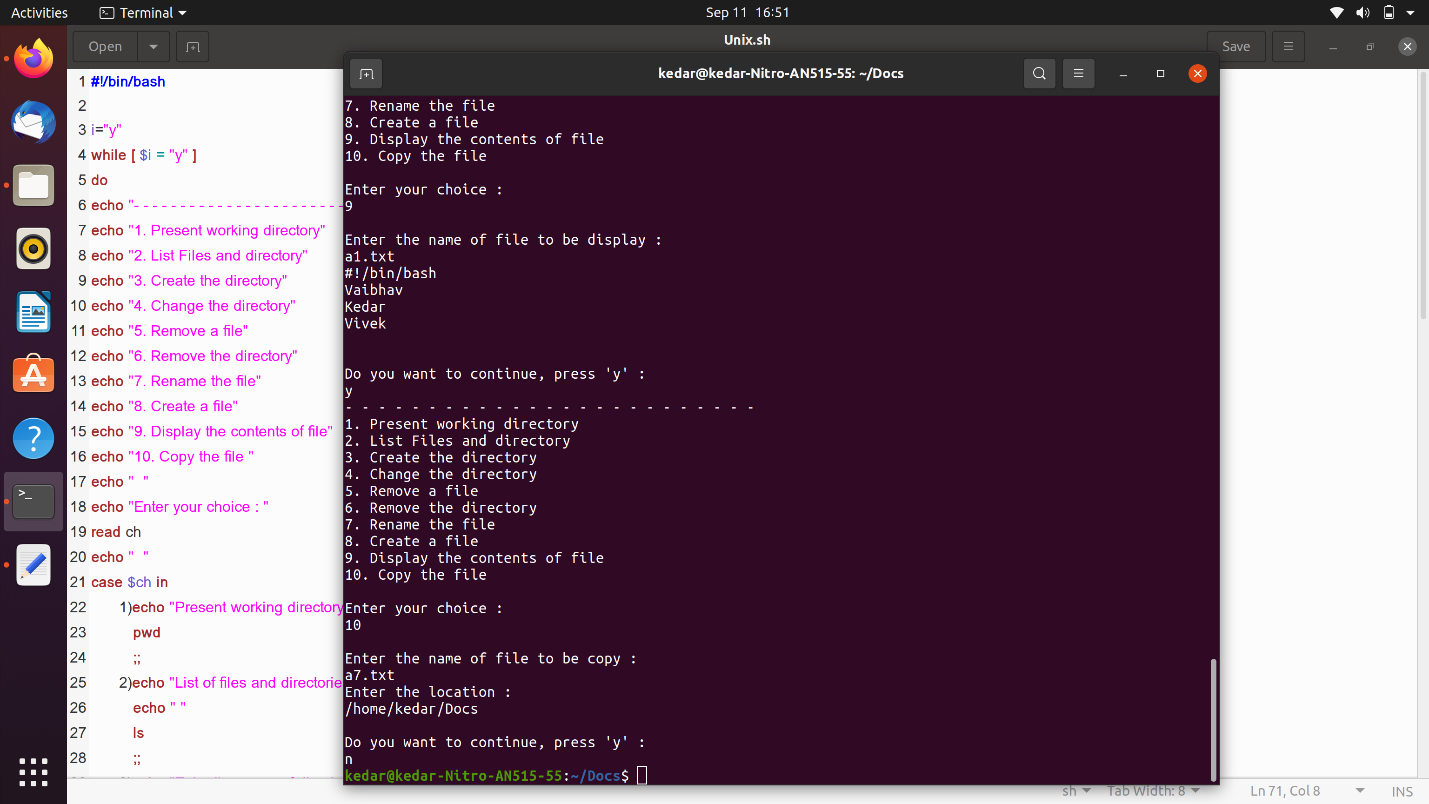 Activities
Terminal
Sep 11 16:51
Open
Unix.sh
Save
1 #!/bin/bash
2
3 i="y"
4 while [ $i = "y" ]
5 do
6 echo "- - - - - - - - - - - - - - - - - - - - - - -
7 echo "1. Present working directory"
8 echo "2. List Files and directory"
9 echo "3. Create the directory"
10 echo "4. Change the directory"
11 echo "5. Remove a file"
12 echo "6. Remove the directory"
13 echo "7. Rename the file"
14 echo "8. Create a file"
15 echo "9. Display the contents of file"
16 echo "10. Copy the file "
17 echo "  "
18 echo "Enter your choice : "
19 read ch
20 echo "  "
21 case $ch in
22 1)echo "Present working directory
23 pwd
24 ;;
25 2)echo "List of files and directorie
26 echo " "
27 ls
28 ;;
kedar@kedar-Nitro-AN515-55: ~/Docs
7. Rename the file
8. Create a file
9. Display the contents of file
10. Copy the file
Enter your choice :
9
Enter the name of file to be display :
a1.txt
#!/bin/bash
Vaibhav
Kedar
Vivek
Do you want to continue, press 'y' :
y
- - - - - - - - - - - - - - - - - - - - - - - - -
1. Present working directory
2. List Files and directory
3. Create the directory
4. Change the directory
5. Remove a file
6. Remove the directory
7. Rename the file
8. Create a file
9. Display the contents of file
10. Copy the file
Enter your choice :
10
Enter the name of file to be copy :
a7.txt
Enter the location :
/home/kedar/Docs
Do you want to continue, press 'y' :
n
kedar@kedar-Nitro-AN515-55:~/Docs$
sh
Tab Width: 8
Ln 71, Col 8
INS